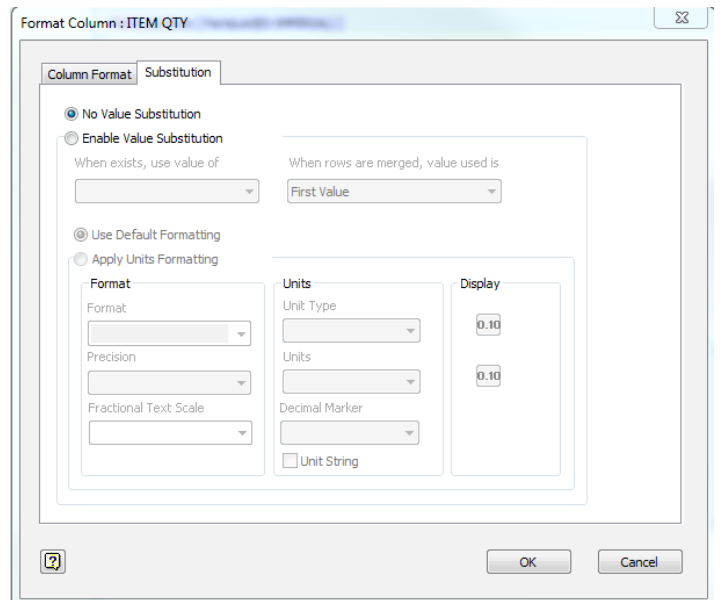 Format Column : ITEM QTY
Column Format Substitution
No Value Substitution
Enable Value Substitution
When exists, use value of When rows are merged, value used is
First Value
Use Default Formatting
Apply Units Formatting
Format Units Display
Format Unit Type
0.10
Precision Units
0.10
Fractional Text Scale Decimal Marker
Unit String
OK Cancel